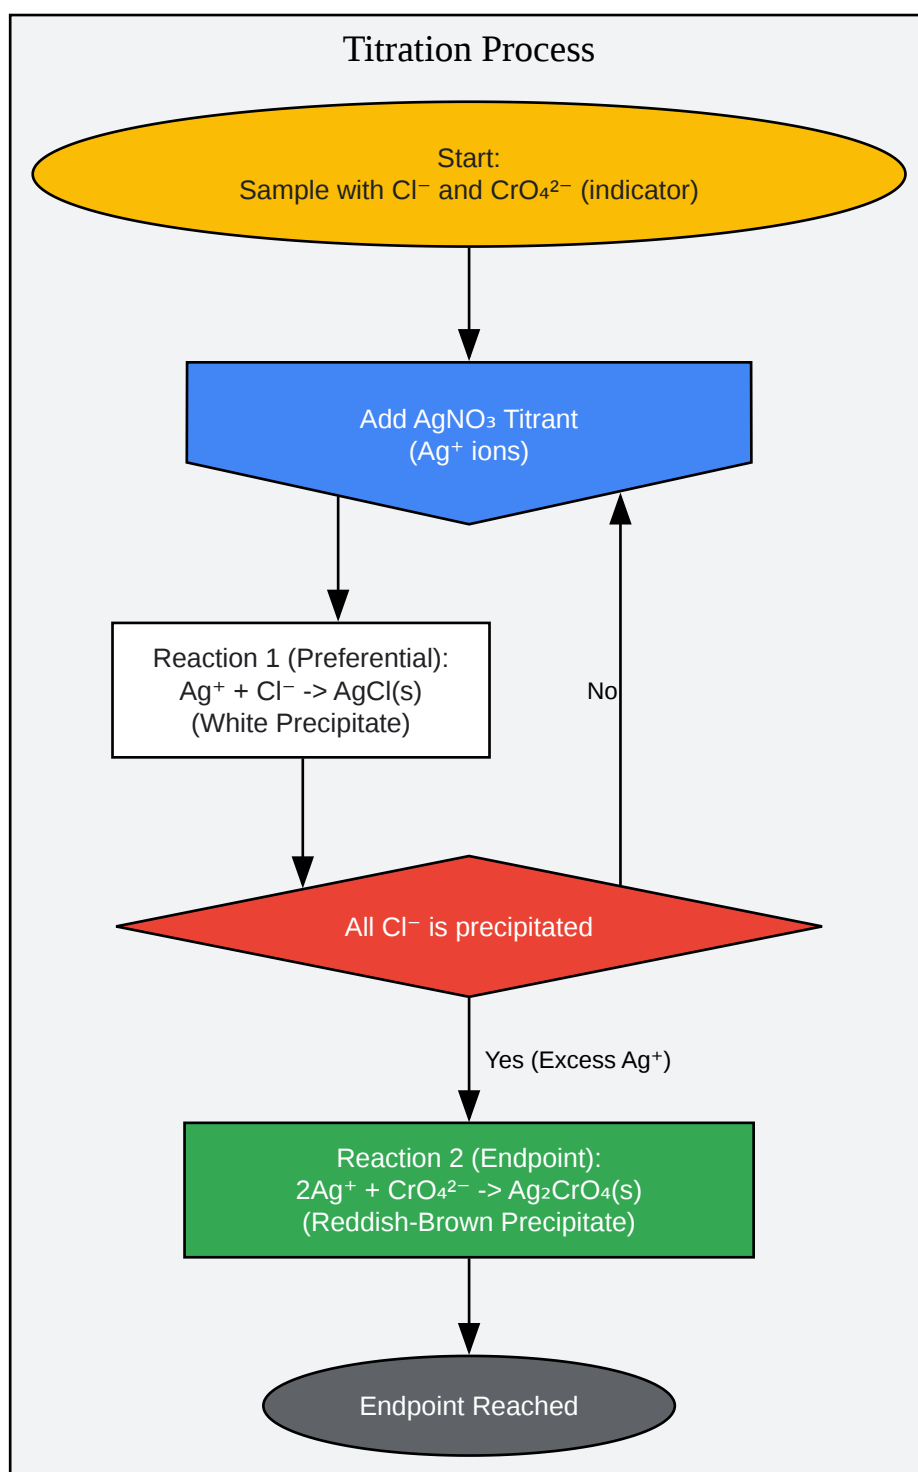 Titration Process
Start:
Sample with Cl⁻ and CrO₄²⁻ (indicator)
Add AgNO₃ Titrant
(Ag⁺ ions)
Reaction 1 (Preferential):
Ag⁺ + Cl⁻ -> AgCl(s)
(White Precipitate)
No
All Cl⁻ is precipitated
Yes (Excess Ag⁺)
Reaction 2 (Endpoint):
2Ag⁺ + CrO₄²⁻ -> Ag₂CrO₄(s)
(Reddish-Brown Precipitate)
Endpoint Reached